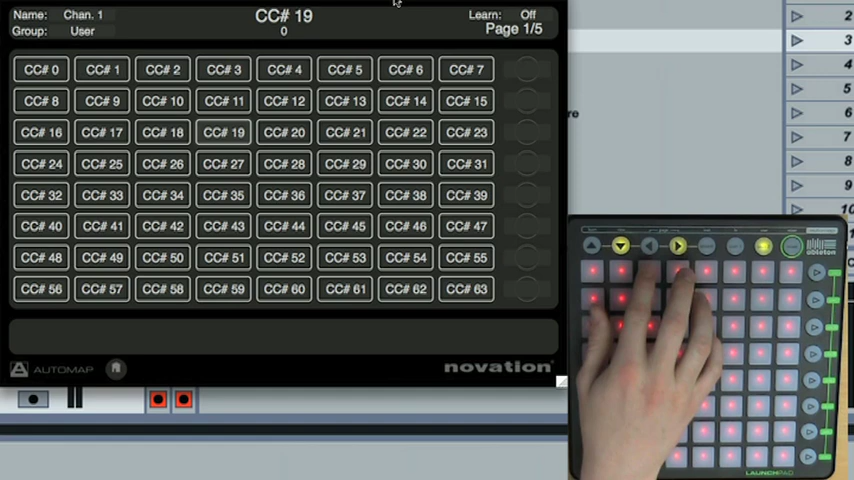 Name: Chan. 1 CC# 19 Learn: Off
Group: User 0 Page 1/5
CC# 0 CC# 1 CC# 2 CC# 3 CC# 4 CC# 5 CC# 6 CC# 7
CC# 8 CC# 9 CC# 10 CC# 11 CC# 12 CC# 13 CC# 14 CC# 15
CC# 16 CC# 17 CC# 18 CC# 19 CC# 20 CC# 21 CC# 22 CC# 23
CC# 24 CC# 25 CC# 26 CC# 27 CC# 28 CC# 29 CC# 30 CC# 31
CC# 32 CC# 33 CC# 34 CC# 35 CC# 36 CC# 37 CC# 38 CC# 39
CC# 40 CC# 41 CC# 42 CC# 43 CC# 44 CC# 45 CC# 46 CC# 47
CC# 48 CC# 49 CC# 50 CC# 51 CC# 52 CC# 53 CC# 54 CC# 55
CC# 56 CC# 57 CC# 58 CC# 59 CC# 60 CC# 61 CC# 62 CC# 63
AUTOMAP novation
re
2
3
4
5
6
7
8
9
10
ableton
LAUNCHPAD